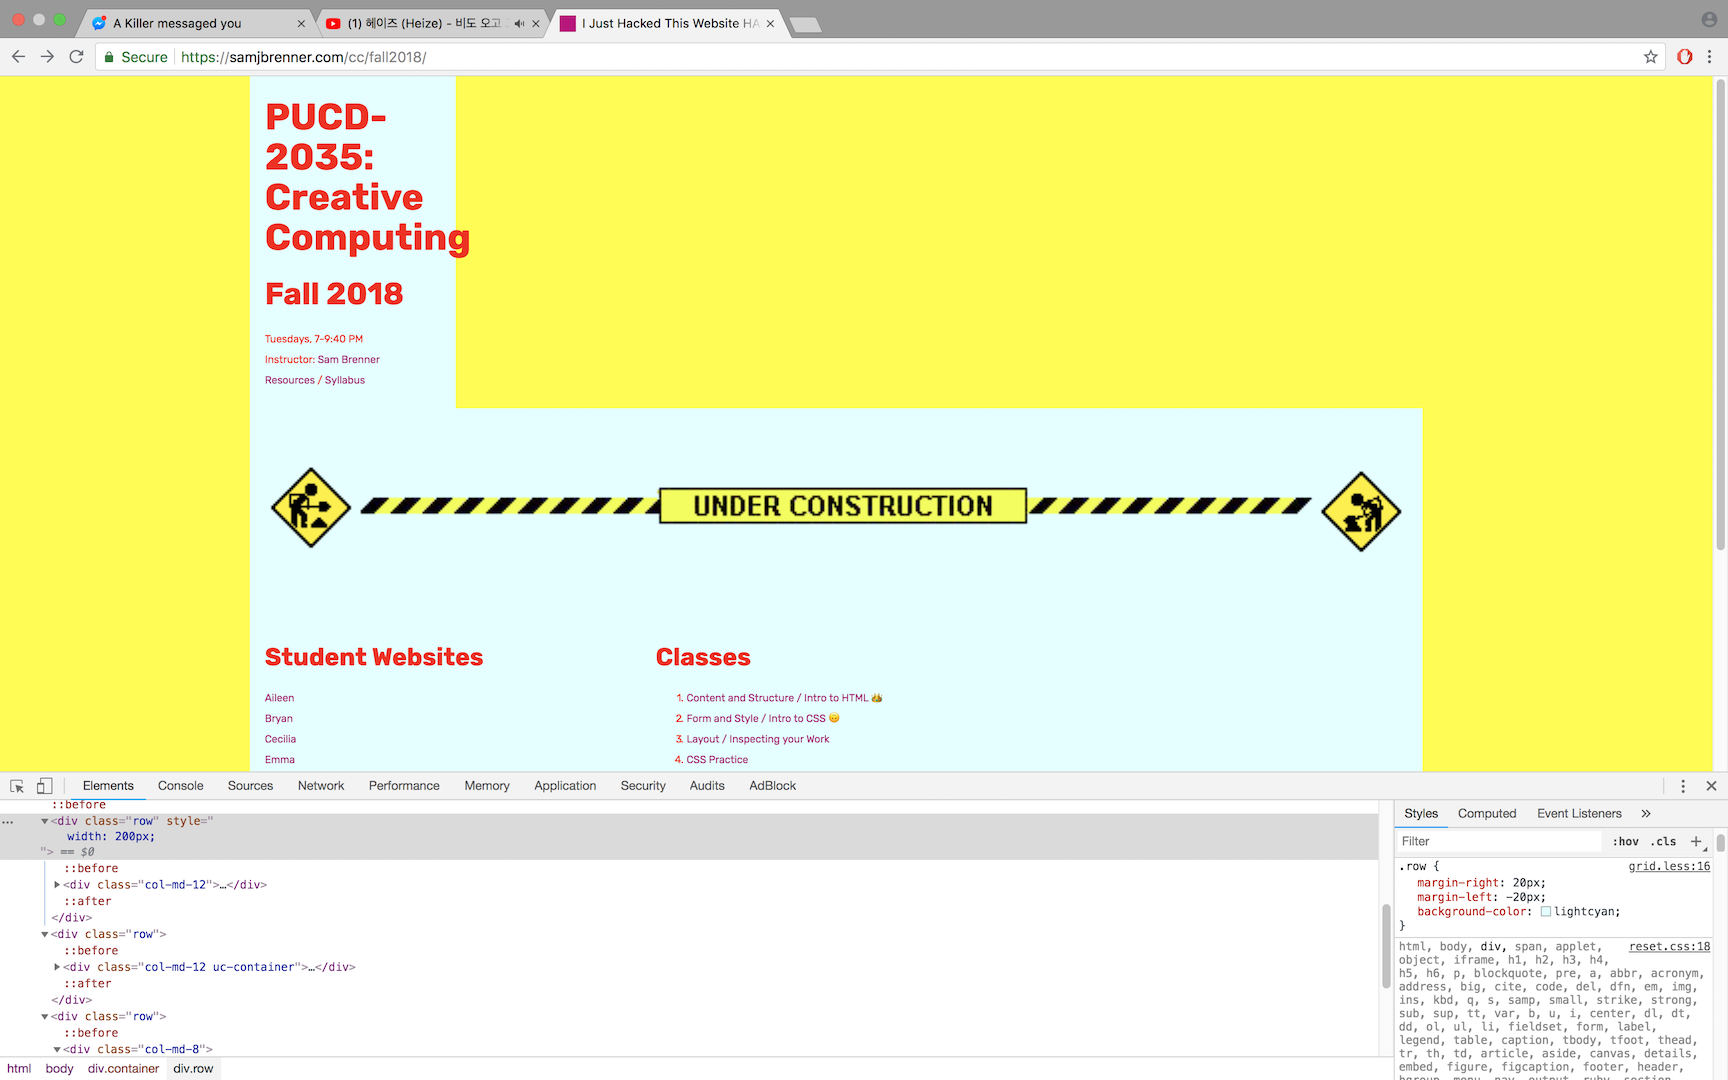 A Killer messaged you
(1) 헤이즈 (Heize) - 비도 오고
I Just Hacked This Website HA
Secure
https://samjbrenner.com/cc/fall2018/
PUCD-
2035:
Creative
Computing
Fall 2018
Tuesdays, 7-9:40 PM
Instructor: Sam Brenner
Resources / Syllabus
UNDER CONSTRUCTION
Student Websites
Aileen
Bryan
Cecilia
Emma
Classes
1. Content and Structure / Intro to HTML
2. Form and Style / Intro to CSS
3. Layout / Inspecting your Work
4. CSS Practice
Elements Console Sources Network Performance Memory Application Security Audits AdBlock
::before
<div class="row" style="
width: 200px;
"> == $0
::before
<div class="col-md-12">…</div>
::after
</div>
<div class="row">
::before
<div class="col-md-12 uc-container">…</div>
::after
</div>
<div class="row">
::before
<div class="col-md-8">
html body div.container div.row
Styles Computed Event Listeners »
Filter :hov .cls +
.row { grid.less:16
margin-right: 20px;
margin-left: -20px;
background-color: lightcyan;
}
html, body, div, span, applet, reset.css:18
object, iframe, h1, h2, h3, h4,
h5, h6, p, blockquote, pre, a, abbr, acronym,
address, big, cite, code, del, dfn, em, img,
ins, kbd, q, s, samp, small, strike, strong,
sub, sup, tt, var, b, u, i, center, dl, dt,
dd, ol, ul, li, fieldset, form, label,
legend, table, caption, tbody, tfoot, thead,
tr, th, td, article, aside, canvas, details,
embed, figure, figcaption, footer, header,